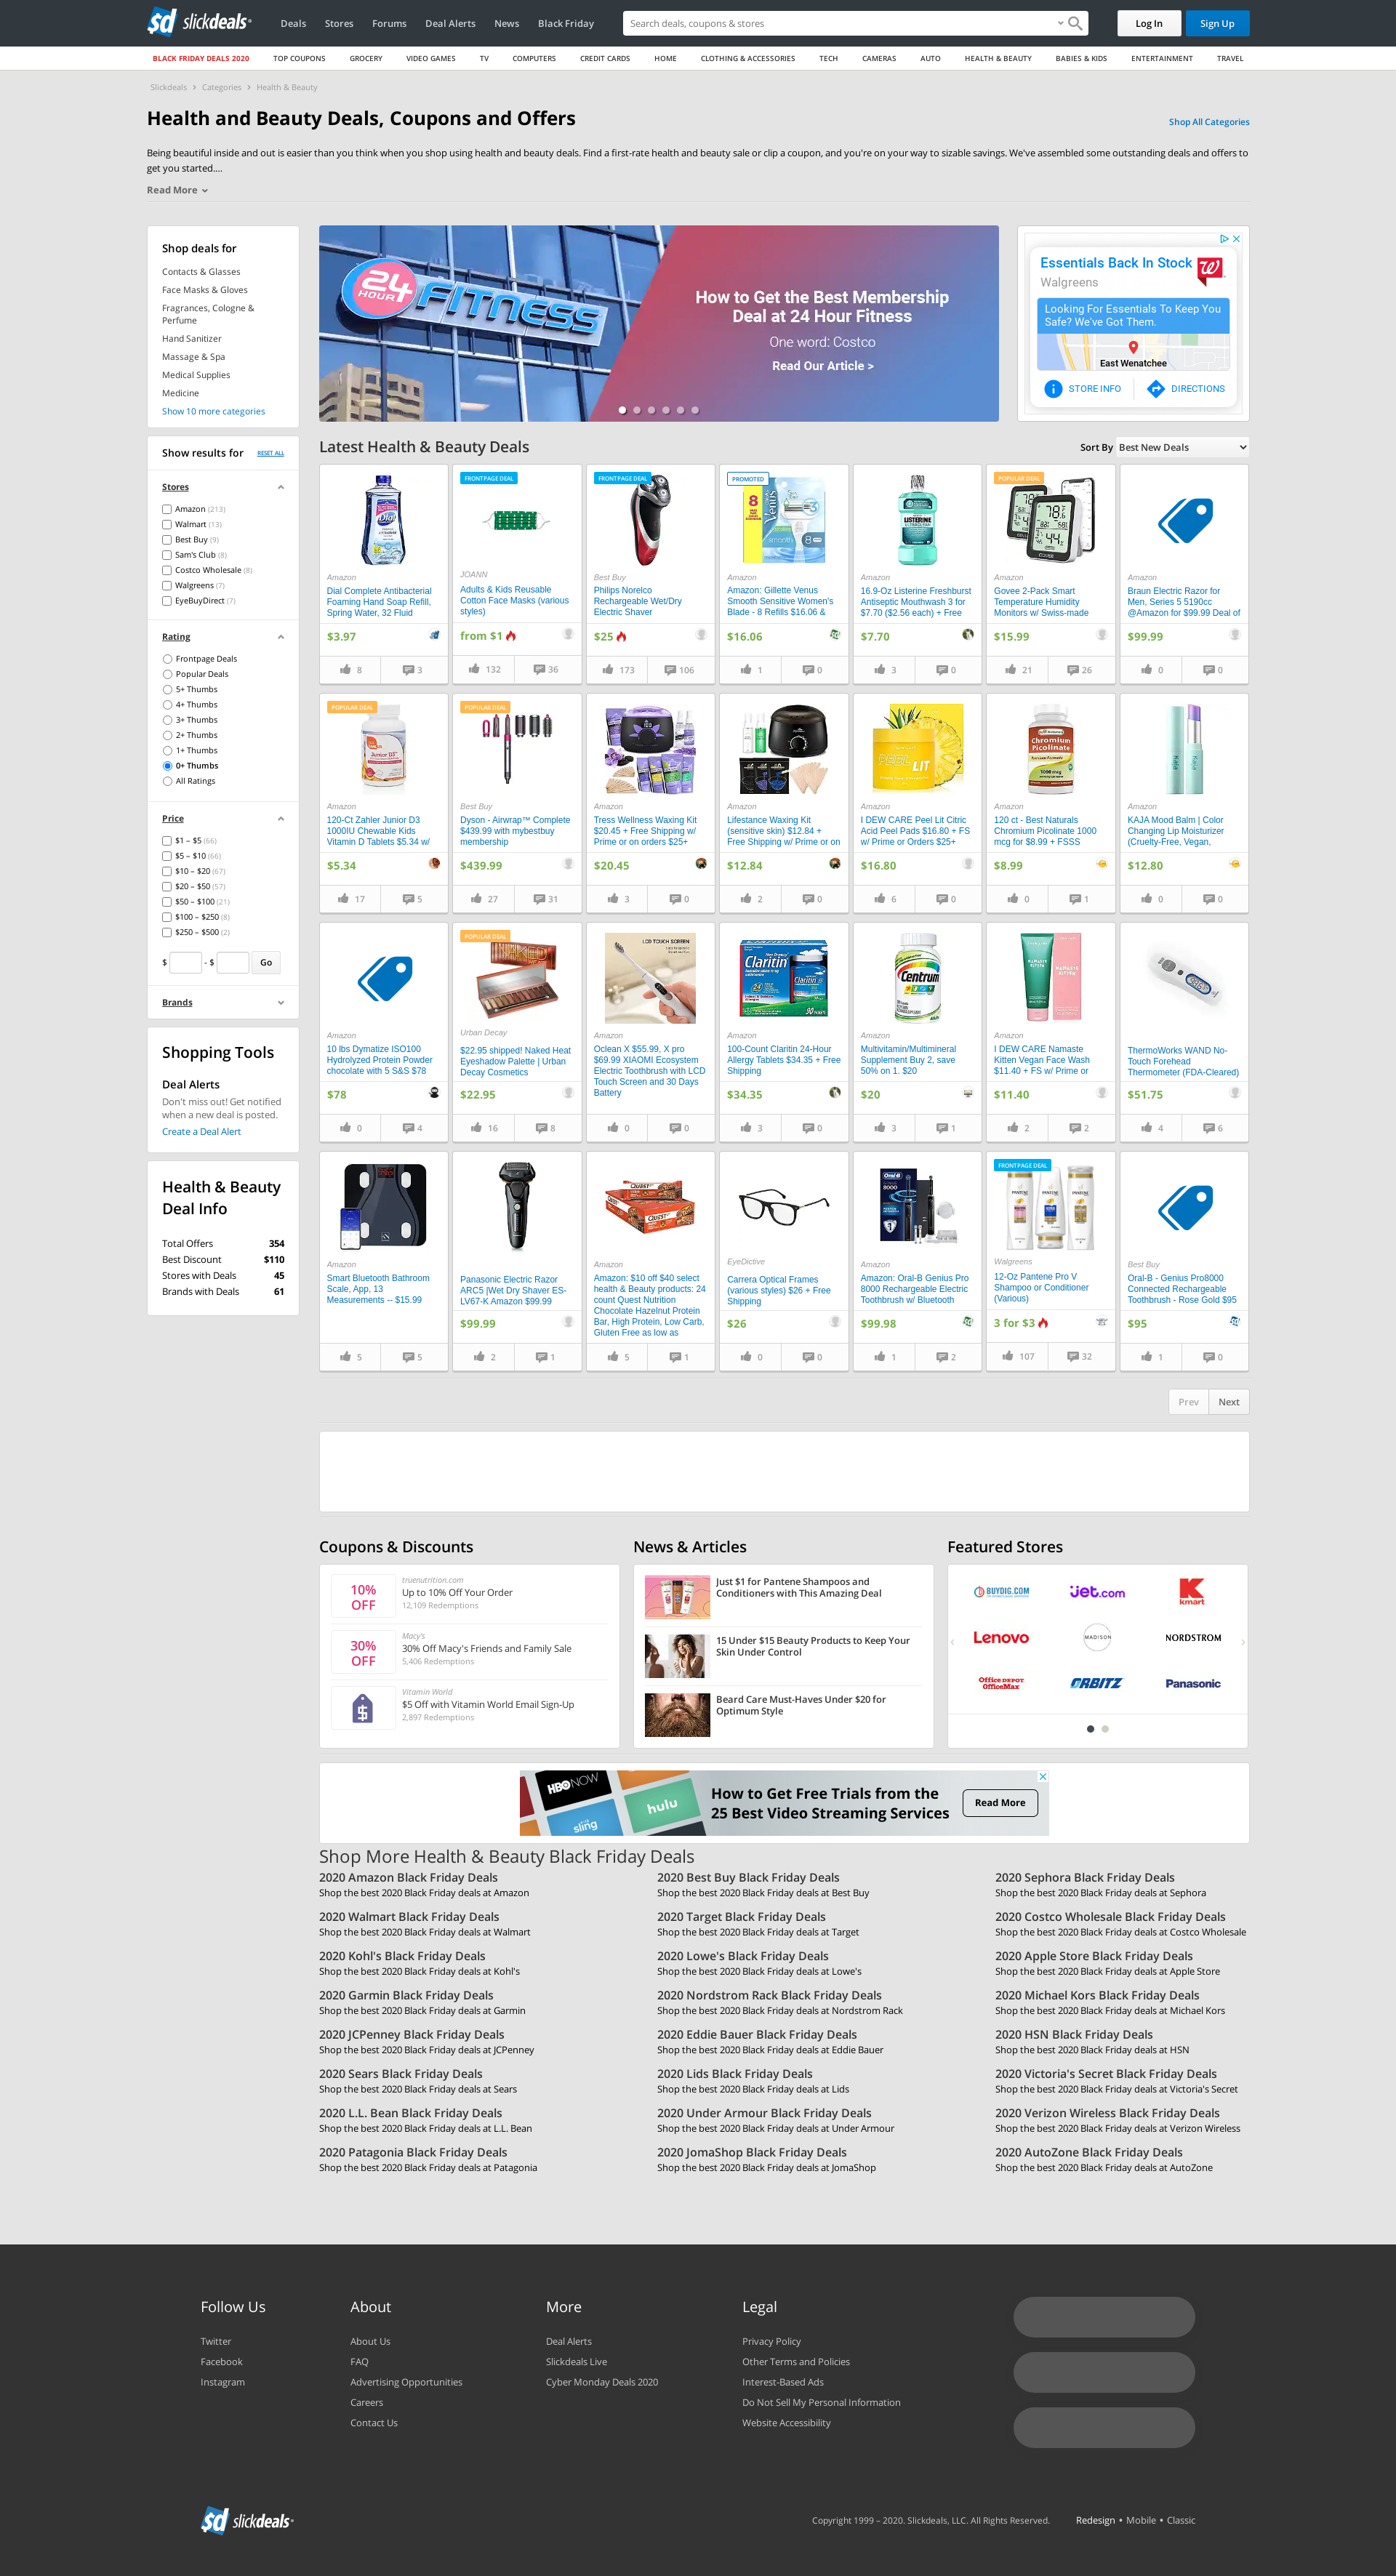 slickdeals
Deals Stores Forums Deal Alerts News Black Friday
Search deals, coupons & stores
Log In Sign Up
BLACK FRIDAY DEALS 2020 TOP COUPONS GROCERY VIDEO GAMES TV COMPUTERS CREDIT CARDS HOME CLOTHING & ACCESSORIES TECH CAMERAS AUTO HEALTH & BEAUTY BABIES & KIDS ENTERTAINMENT TRAVEL
Slickdeals > Categories > Health & Beauty
Health and Beauty Deals, Coupons and Offers
Shop All Categories
Being beautiful inside and out is easier than you think when you shop using health and beauty deals. Find a first-rate health and beauty sale or clip a coupon, and you're on your way to sizable savings. We've assembled some outstanding deals and offers to
get you started....
Read More
Shop deals for
Contacts & Glasses
Face Masks & Gloves
Fragrances, Cologne &
Perfume
Hand Sanitizer
Massage & Spa
Medical Supplies
Medicine
Show 10 more categories
Show results for RESET ALL
Stores
Amazon (213)
Walmart (13)
Best Buy (9)
Sam's Club (8)
Costco Wholesale (8)
Walgreens (7)
EyeBuyDirect (7)
Rating
Frontpage Deals
Popular Deals
5+ Thumbs
4+ Thumbs
3+ Thumbs
2+ Thumbs
1+ Thumbs
0+ Thumbs
All Ratings
Price
$1 – $5 (66)
$5 – $10 (66)
$10 – $20 (67)
$20 – $50 (57)
$50 – $100 (21)
$100 – $250 (8)
$250 – $500 (2)
$ - $ Go
Brands
Shopping Tools
Deal Alerts
Don't miss out! Get notified
when a new deal is posted.
Create a Deal Alert
Health & Beauty
Deal Info
Total Offers 354
Best Discount $110
Stores with Deals 45
Brands with Deals 61
24 HOUR FITNESS
How to Get the Best Membership
Deal at 24 Hour Fitness
One word: Costco
Read Our Article >
Essentials Back In Stock
Walgreens
Looking For Essentials To Keep You
Safe? We've Got Them.
East Wenatchee
STORE INFO DIRECTIONS
Latest Health & Beauty Deals
Sort By Best New Deals
Amazon
Dial Complete Antibacterial
Foaming Hand Soap Refill,
Spring Water, 32 Fluid
$3.97
8 3
FRONTPAGE DEAL
JOANN
Adults & Kids Reusable
Cotton Face Masks (various
styles)
from $1
132 36
FRONTPAGE DEAL
Best Buy
Philips Norelco
Rechargeable Wet/Dry
Electric Shaver
$25
173 106
PROMOTED
Amazon
Amazon: Gillette Venus
Smooth Sensitive Women's
Blade - 8 Refills $16.06 &
$16.06
1 0
Amazon
16.9-Oz Listerine Freshburst
Antiseptic Mouthwash 3 for
$7.70 ($2.56 each) + Free
$7.70
3 0
POPULAR DEAL
Amazon
Govee 2-Pack Smart
Temperature Humidity
Monitors w/ Swiss-made
$15.99
21 26
Amazon
Braun Electric Razor for
Men, Series 5 5190cc
@Amazon for $99.99 Deal of
$99.99
0 0
POPULAR DEAL
Amazon
120-Ct Zahler Junior D3
1000IU Chewable Kids
Vitamin D Tablets $5.34 w/
$5.34
17 5
POPULAR DEAL
Best Buy
Dyson - Airwrap™ Complete
$439.99 with mybestbuy
membership
$439.99
27 31
Amazon
Tress Wellness Waxing Kit
$20.45 + Free Shipping w/
Prime or on orders $25+
$20.45
3 0
Amazon
Lifestance Waxing Kit
(sensitive skin) $12.84 +
Free Shipping w/ Prime or on
$12.84
2 0
Amazon
I DEW CARE Peel Lit Citric
Acid Peel Pads $16.80 + FS
w/ Prime or Orders $25+
$16.80
6 0
Amazon
120 ct - Best Naturals
Chromium Picolinate 1000
mcg for $8.99 + FSSS
$8.99
0 1
Amazon
KAJA Mood Balm | Color
Changing Lip Moisturizer
(Cruelty-Free, Vegan,
$12.80
0 0
Amazon
10 lbs Dymatize ISO100
Hydrolyzed Protein Powder
chocolate with 5 S&S $78
$78
0 4
POPULAR DEAL
Urban Decay
$22.95 shipped! Naked Heat
Eyeshadow Palette | Urban
Decay Cosmetics
$22.95
16 8
LCD TOUCH SCREEN
Amazon
Oclean X $55.99, X pro
$69.99 XIAOMI Ecosystem
Electric Toothbrush with LCD
Touch Screen and 30 Days
Battery
0 0
Claritin
Amazon
100-Count Claritin 24-Hour
Allergy Tablets $34.35 + Free
Shipping
$34.35
3 0
Centrum
Amazon
Multivitamin/Multimineral
Supplement Buy 2, save
50% on 1. $20
$20
3 1
Amazon
I DEW CARE Namaste
Kitten Vegan Face Wash
$11.40 + FS w/ Prime or
$11.40
2 2
ThermoWorks WAND No-
Touch Forehead
Thermometer (FDA-Cleared)
$51.75
4 6
Amazon
Smart Bluetooth Bathroom
Scale, App, 13
Measurements -- $15.99
5 5
Panasonic Electric Razor
ARC5 |Wet Dry Shaver ES-
LV67-K Amazon $99.99
$99.99
2 1
Amazon
Amazon: $10 off $40 select
health & Beauty products: 24
count Quest Nutrition
Chocolate Hazelnut Protein
Bar, High Protein, Low Carb,
Gluten Free as low as
5 1
EyeDictive
Carrera Optical Frames
(various styles) $26 + Free
Shipping
$26
0 0
Amazon
Amazon: Oral-B Genius Pro
8000 Rechargeable Electric
Toothbrush w/ Bluetooth
$99.98
1 2
FRONTPAGE DEAL
Walgreens
12-Oz Pantene Pro V
Shampoo or Conditioner
(Various)
3 for $3
107 32
Best Buy
Oral-B - Genius Pro8000
Connected Rechargeable
Toothbrush - Rose Gold $95
$95
1 0
Prev Next
Coupons & Discounts
10% OFF
truenutrition.com
Up to 10% Off Your Order
12,109 Redemptions
30% OFF
Macy's
30% Off Macy's Friends and Family Sale
5,406 Redemptions
Vitamin World
$5 Off with Vitamin World Email Sign-Up
2,897 Redemptions
News & Articles
Just $1 for Pantene Shampoos and
Conditioners with This Amazing Deal
15 Under $15 Beauty Products to Keep Your
Skin Under Control
Beard Care Must-Haves Under $20 for
Optimum Style
Featured Stores
BUYDIG.COM jet.com kmart
Lenovo MADISON NORDSTROM
Office DEPOT OfficeMax ORBITZ Panasonic
HBO NOW hulu sling
How to Get Free Trials from the
25 Best Video Streaming Services
Read More
Shop More Health & Beauty Black Friday Deals
2020 Amazon Black Friday Deals
Shop the best 2020 Black Friday deals at Amazon
2020 Best Buy Black Friday Deals
Shop the best 2020 Black Friday deals at Best Buy
2020 Sephora Black Friday Deals
Shop the best 2020 Black Friday deals at Sephora
2020 Walmart Black Friday Deals
Shop the best 2020 Black Friday deals at Walmart
2020 Target Black Friday Deals
Shop the best 2020 Black Friday deals at Target
2020 Costco Wholesale Black Friday Deals
Shop the best 2020 Black Friday deals at Costco Wholesale
2020 Kohl's Black Friday Deals
Shop the best 2020 Black Friday deals at Kohl's
2020 Lowe's Black Friday Deals
Shop the best 2020 Black Friday deals at Lowe's
2020 Apple Store Black Friday Deals
Shop the best 2020 Black Friday deals at Apple Store
2020 Garmin Black Friday Deals
Shop the best 2020 Black Friday deals at Garmin
2020 Nordstrom Rack Black Friday Deals
Shop the best 2020 Black Friday deals at Nordstrom Rack
2020 Michael Kors Black Friday Deals
Shop the best 2020 Black Friday deals at Michael Kors
2020 JCPenney Black Friday Deals
Shop the best 2020 Black Friday deals at JCPenney
2020 Eddie Bauer Black Friday Deals
Shop the best 2020 Black Friday deals at Eddie Bauer
2020 HSN Black Friday Deals
Shop the best 2020 Black Friday deals at HSN
2020 Sears Black Friday Deals
Shop the best 2020 Black Friday deals at Sears
2020 Lids Black Friday Deals
Shop the best 2020 Black Friday deals at Lids
2020 Victoria's Secret Black Friday Deals
Shop the best 2020 Black Friday deals at Victoria's Secret
2020 L.L. Bean Black Friday Deals
Shop the best 2020 Black Friday deals at L.L. Bean
2020 Under Armour Black Friday Deals
Shop the best 2020 Black Friday deals at Under Armour
2020 Verizon Wireless Black Friday Deals
Shop the best 2020 Black Friday deals at Verizon Wireless
2020 Patagonia Black Friday Deals
Shop the best 2020 Black Friday deals at Patagonia
2020 JomaShop Black Friday Deals
Shop the best 2020 Black Friday deals at JomaShop
2020 AutoZone Black Friday Deals
Shop the best 2020 Black Friday deals at AutoZone
Follow Us
Twitter
Facebook
Instagram
About
About Us
FAQ
Advertising Opportunities
Careers
Contact Us
More
Deal Alerts
Slickdeals Live
Cyber Monday Deals 2020
Legal
Privacy Policy
Other Terms and Policies
Interest-Based Ads
Do Not Sell My Personal Information
Website Accessibility
slickdeals
Copyright 1999 – 2020. Slickdeals, LLC. All Rights Reserved. Redesign • Mobile • Classic